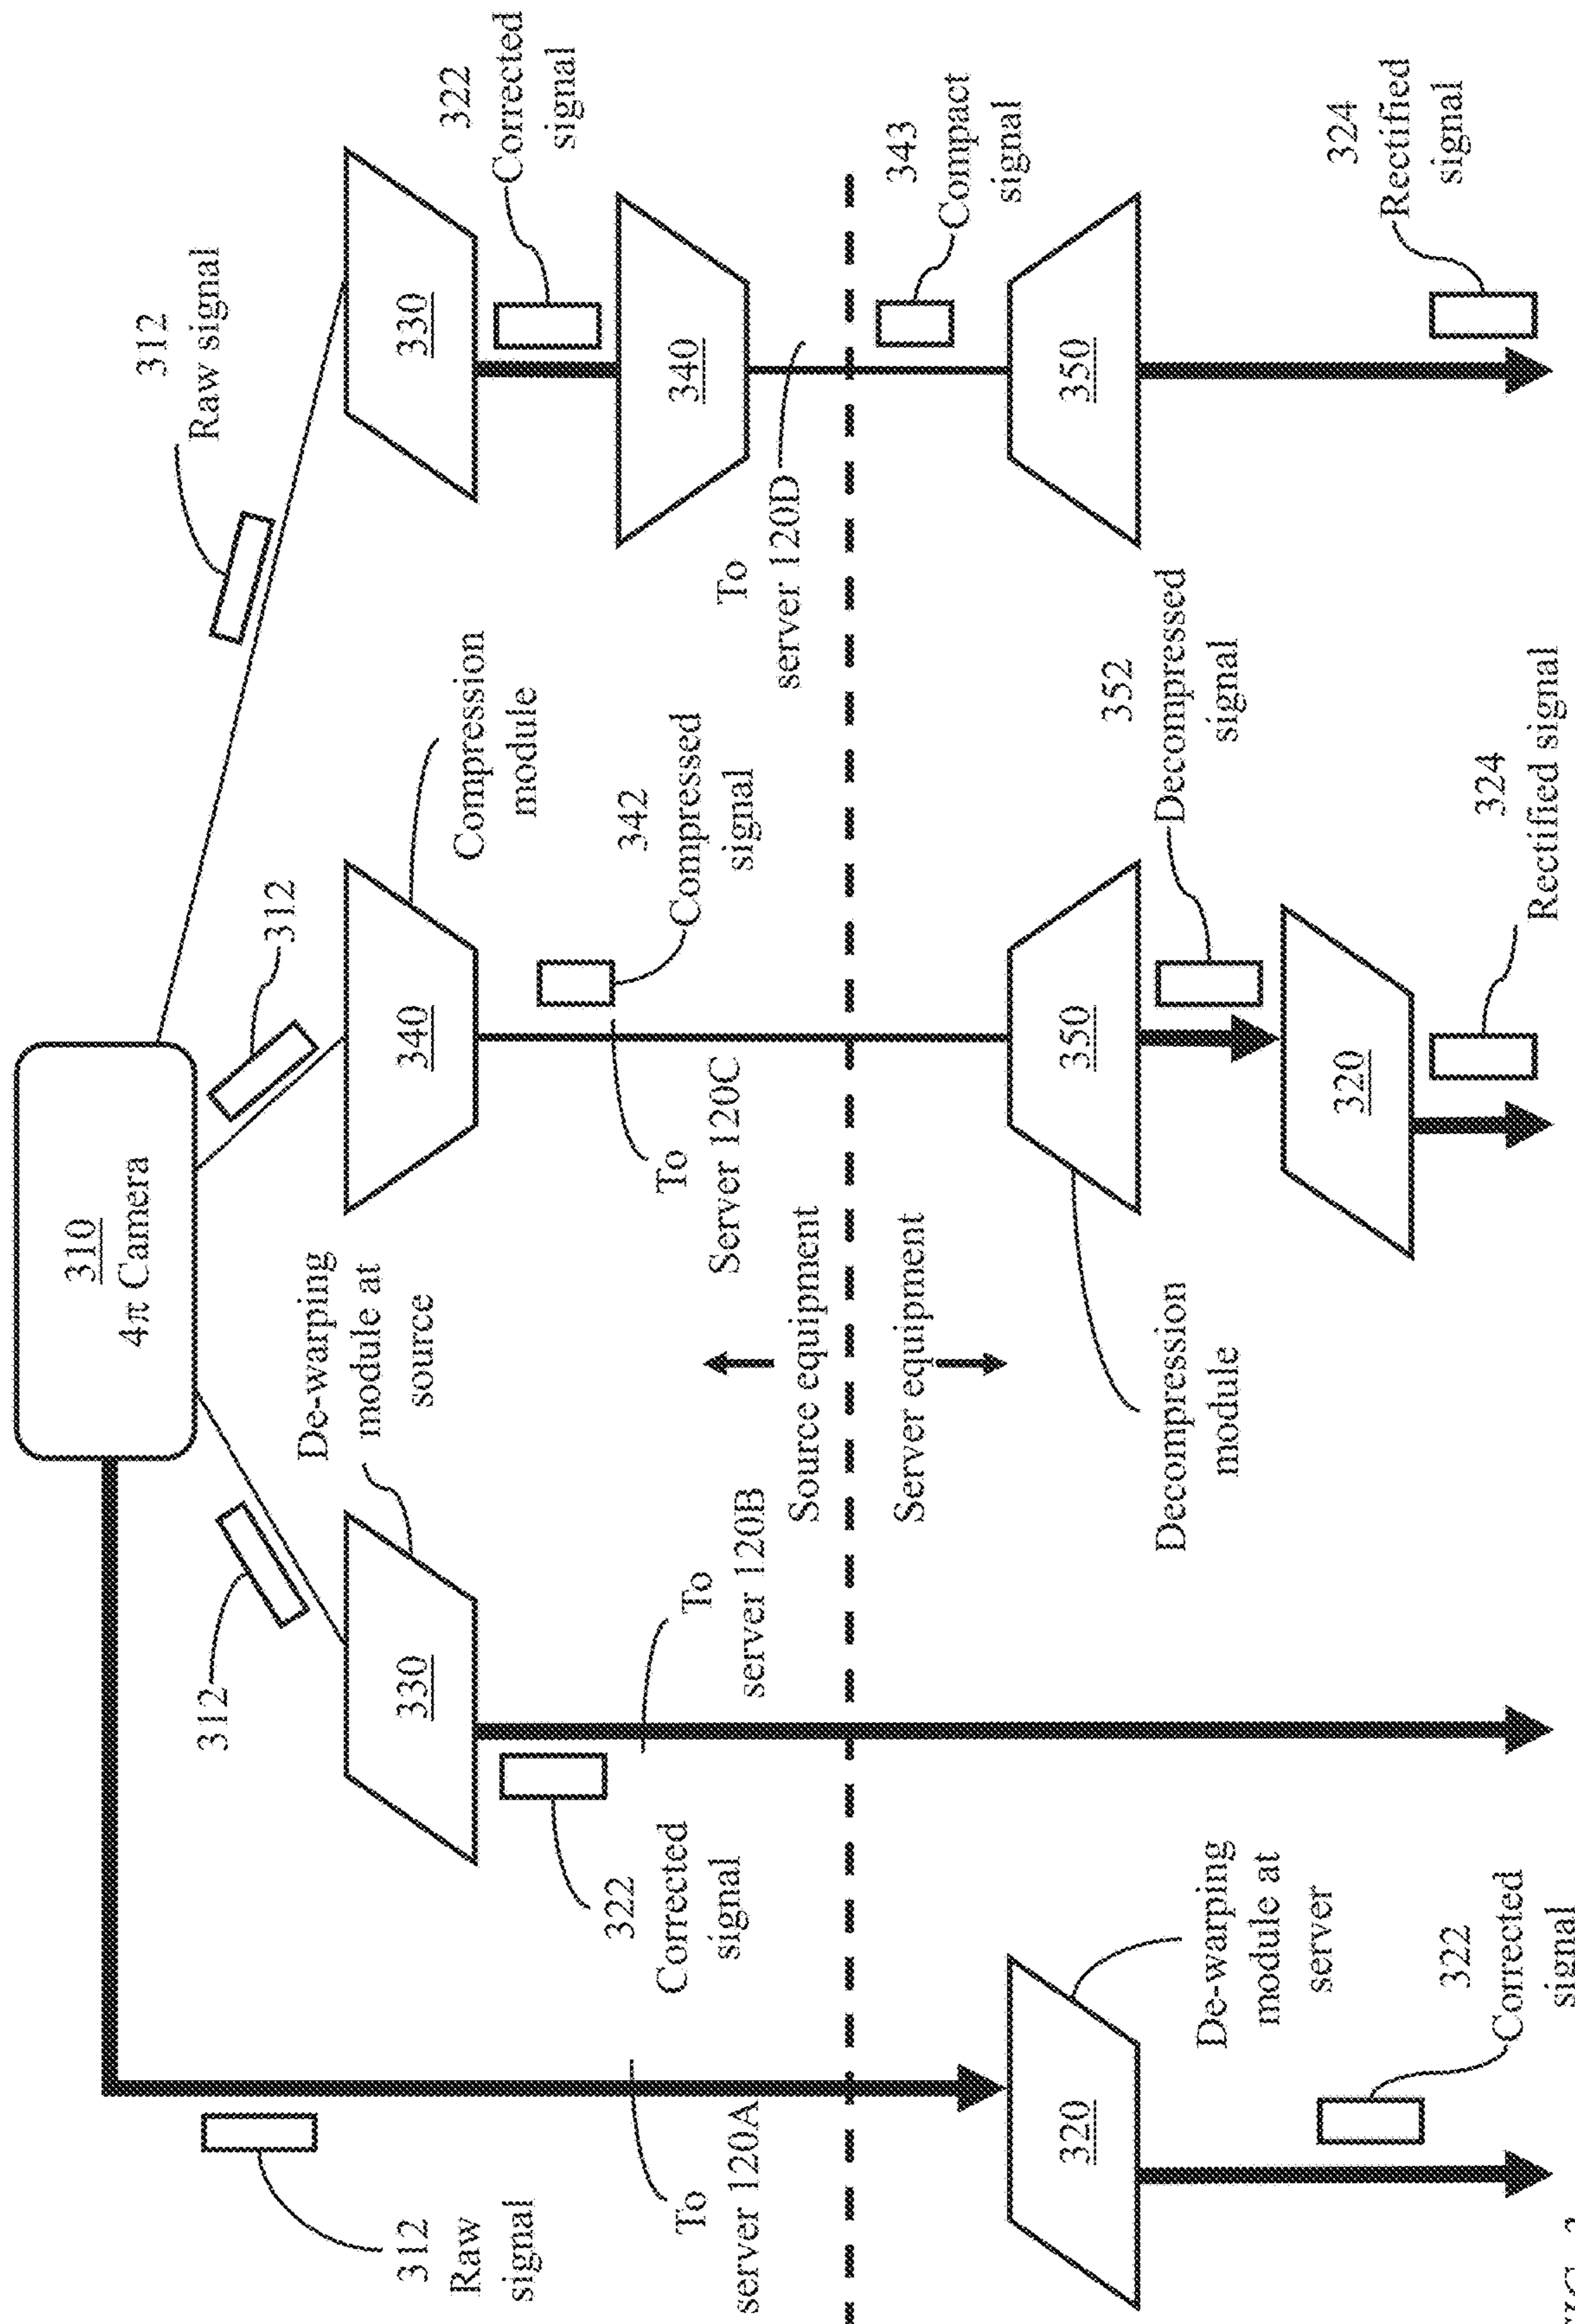 310
4π Camera
312
Raw signal
312
312
312
Raw
signal
De-warping
module at
source
330
340
Compression
module
330
322
Corrected
signal
322
Corrected
signal
342
Compressed
signal
340
To
server 120A
To
server 120B
To
Server 120C
To
server 120D
Source equipment
Server equipment
343
Compact
signal
320
350
350
De-warping
module at
server
Decompression
module
352
Decompressed
signal
320
322
Corrected
signal
324
Rectified signal
324
Rectified
signal